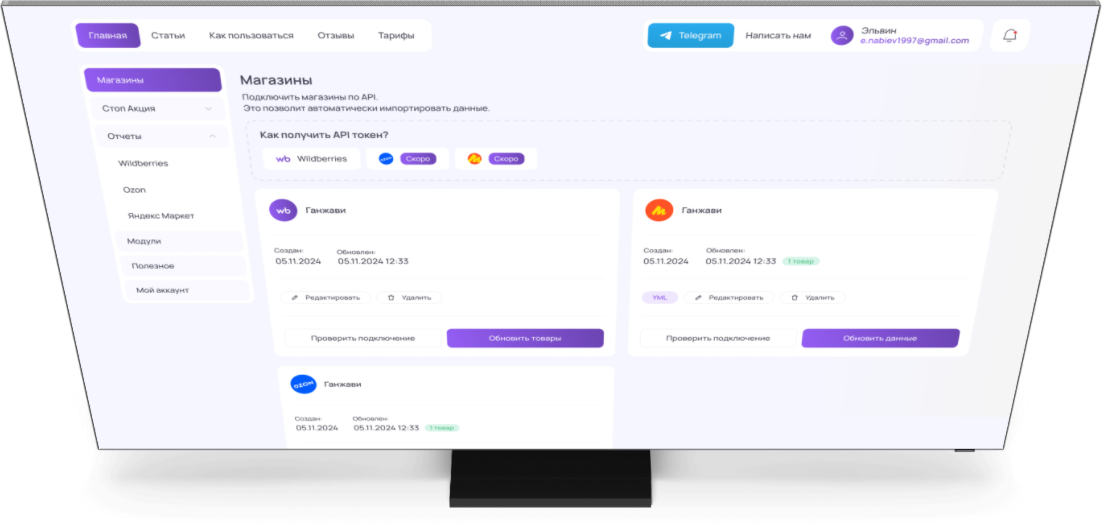 Главная Статьи Как пользоваться Отзывы Тарифы Telegram Написать нам Эльвин
e.nabiev1997@gmail.com
Магазины
Стоп Акция
Отчеты
Wildberries
Ozon
Яндекс Маркет
Модули
Полезное
Мой аккаунт
Магазины
Подключить магазины по API.
Это позволит автоматически импортировать данные.
Как получить API токен?
wb Wildberries OZON Скоро Скоро
wb Ганжави
Создан: Обновлен:
05.11.2024 05.11.2024 12:33
Редактировать Удалить
Проверить подключение Обновить товары
Ганжави
Создан: Обновлен:
05.11.2024 05.11.2024 12:33 1 товар
YML Редактировать Удалить
Проверить подключение Обновить данные
OZON Ганжави
Создан: Обновлен:
05.11.2024 05.11.2024 12:33 1 товар